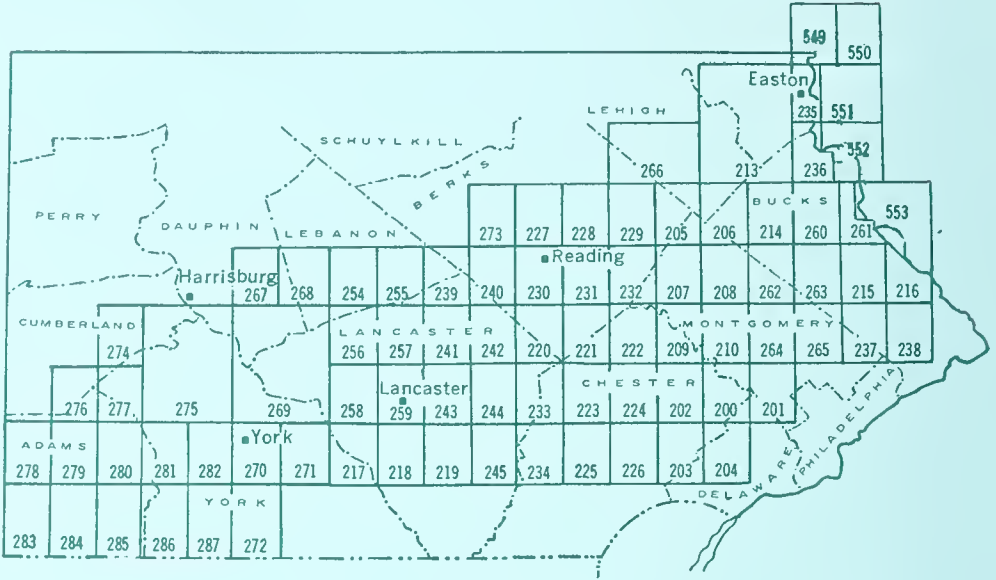 549 550
Easton
235 551
LEHIGH
SCHUYLKILL
552
BERKS
266 213 236
PERRY
BUCKS
553
DAUPHIN LEBANON
273 227 228 229 205 206 214 260 261
Reading
Harrisburg
267 268 254 255 239 240 230 231 232 207 208 262 263 215 216
CUMBERLAND LANCASTER MONTGOMERY
274 256 257 241 242 220 221 222 209 210 264 265 237 238
Lancaster CHESTER
PHILADELPHIA
276 277 275 269 258 259 243 244 233 223 224 202 200 201
York
ADAMS
278 279 280 281 282 270 271 217 218 219 245 234 225 226 203 204
DELAWARE
YORK
283 284 285 286 287 272